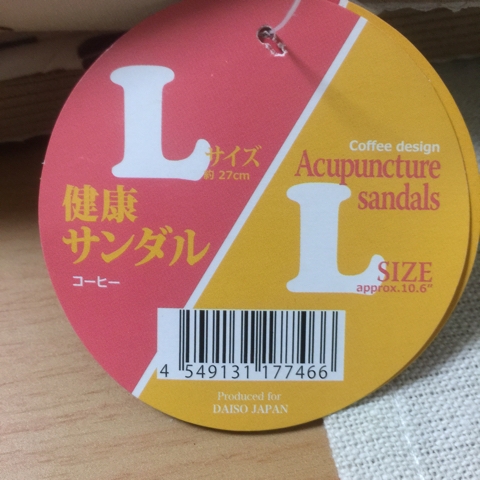 L サイズ
約 27cm
健康
サンダル
コーヒー
Coffee design
Acupuncture
sandals
L SIZE
approx.10.6"
4 549131 177466
Produced for
DAISO JAPAN